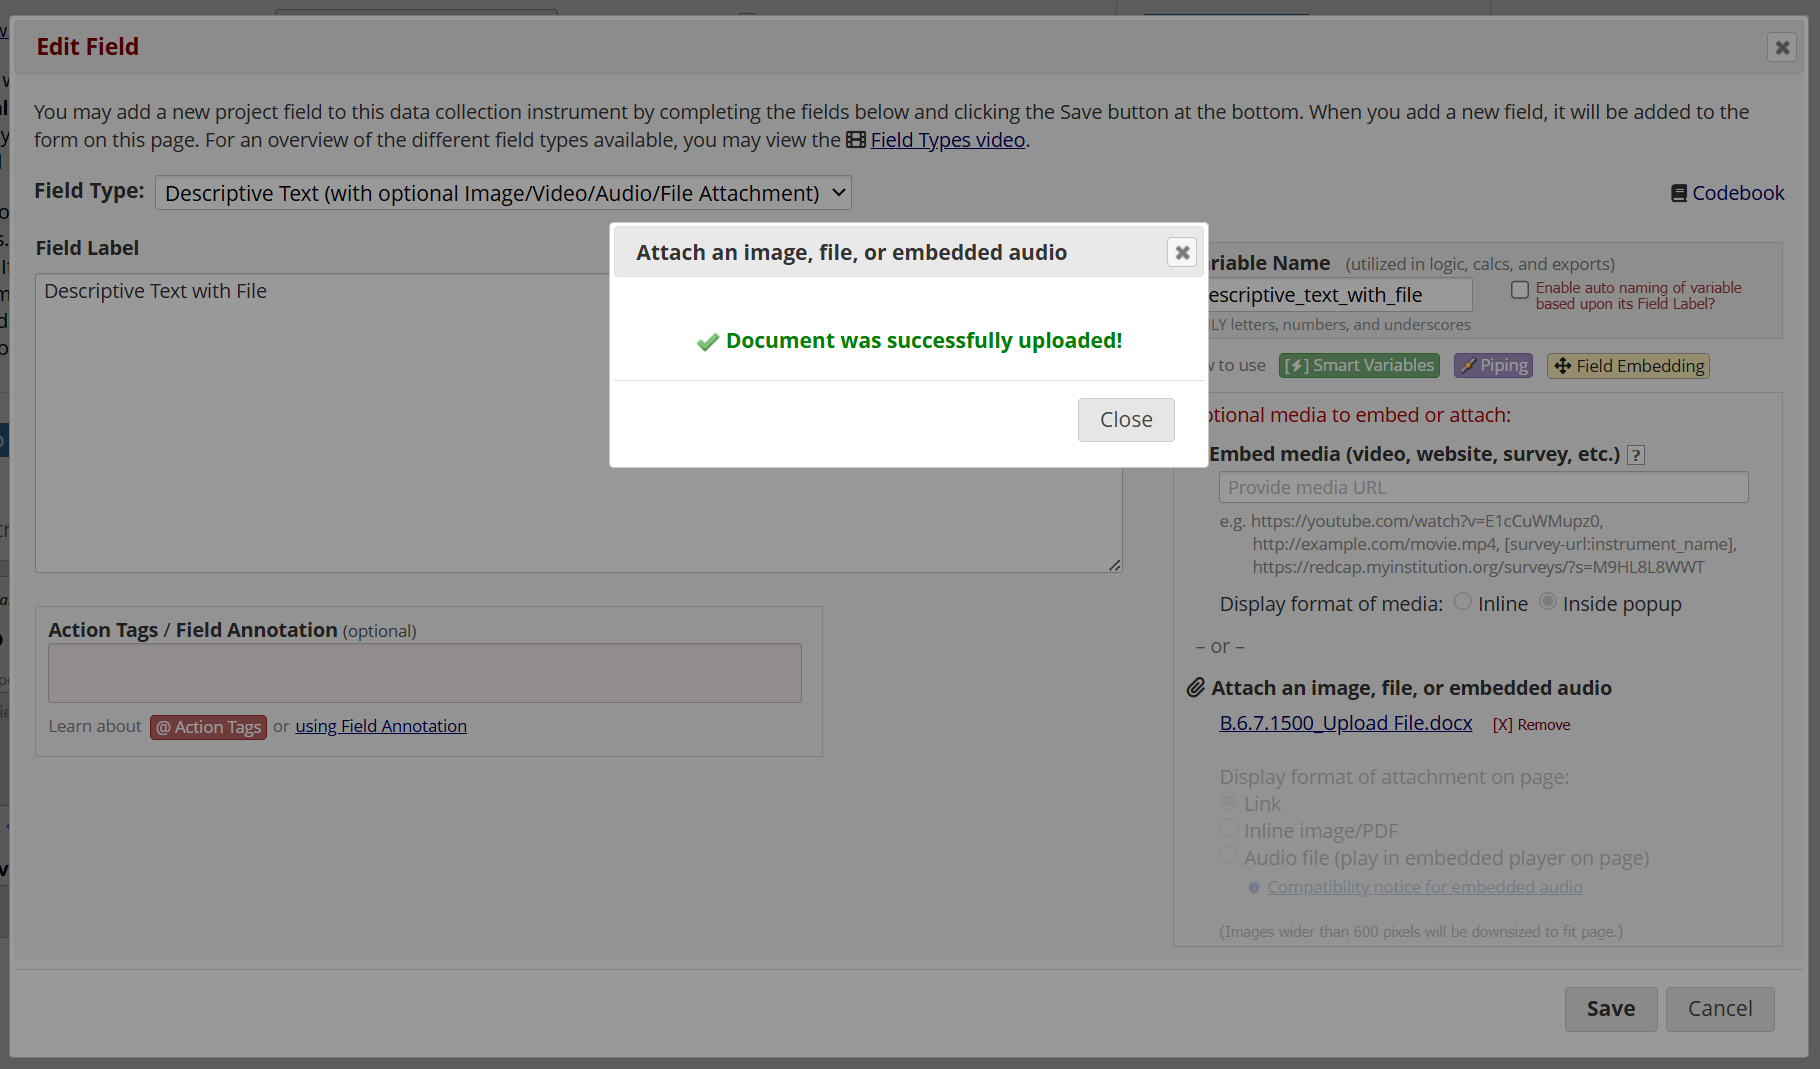 Edit Field
You may add a new project field to this data collection instrument by completing the fields below and clicking the Save button at the bottom. When you add a new field, it will be added to the
form on this page. For an overview of the different field types available, you may view the Field Types video.
Field Type: Descriptive Text (with optional Image/Video/Audio/File Attachment)
Codebook
Field Label
Descriptive Text with File
Attach an image, file, or embedded audio
Document was successfully uploaded!
Close
riable Name (utilized in logic, calcs, and exports)
escriptive_text_with_file
Enable auto naming of variable
based upon its Field Label?
LY letters, numbers, and underscores
to use [⚡] Smart Variables Piping Field Embedding
tional media to embed or attach:
Embed media (video, website, survey, etc.) ?
Provide media URL
e.g. https://youtube.com/watch?v=E1cCuWMupz0,
http://example.com/movie.mp4, [survey-url:instrument_name],
https://redcap.myinstitution.org/surveys/?s=M9HL8L8WWT
Display format of media: Inline Inside popup
– or –
Attach an image, file, or embedded audio
B.6.7.1500_Upload File.docx [X] Remove
Display format of attachment on page:
Link
Inline image/PDF
Audio file (play in embedded player on page)
Compatibility notice for embedded audio
(Images wider than 600 pixels will be downsized to fit page.)
Action Tags / Field Annotation (optional)
Learn about @ Action Tags or using Field Annotation
Save
Cancel